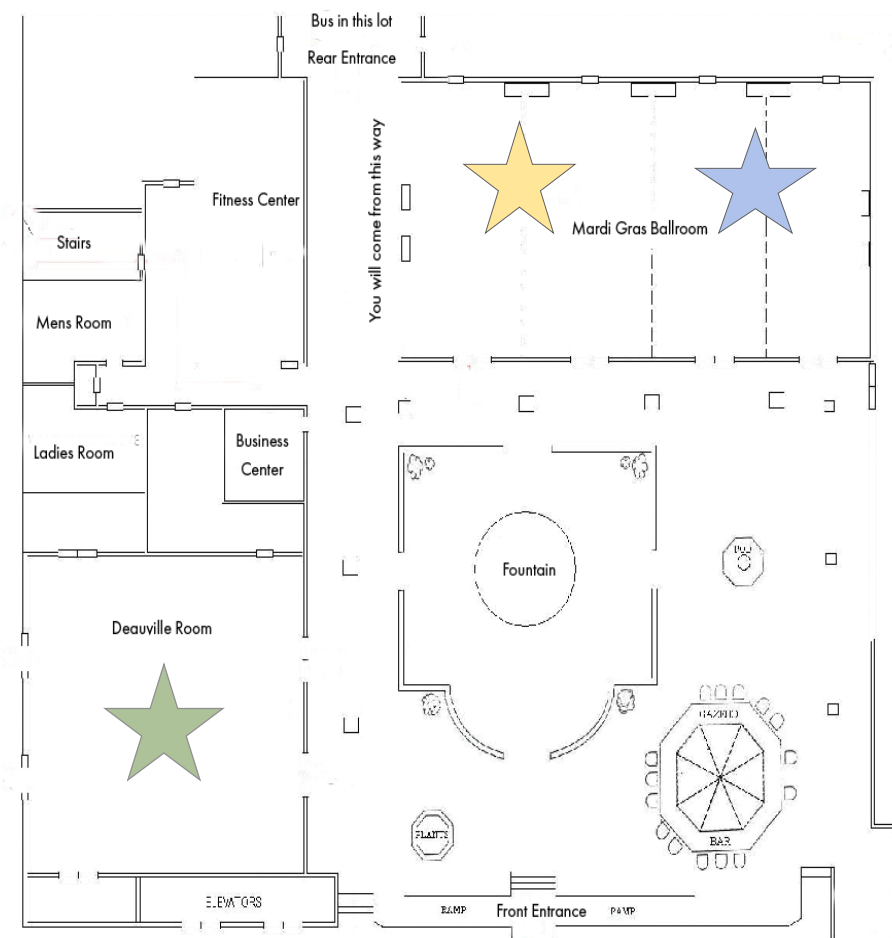 Bus in this lot
Rear Entrance
You will come from this way
Fitness Center
Mardi Gras Ballroom
Stairs
Mens Room
Ladies Room
Business
Center
Fountain
Deauville Room
GAZEBO
BAR
PLANTS
ELEVATORS
RAMP
Front Entrance
RAMP